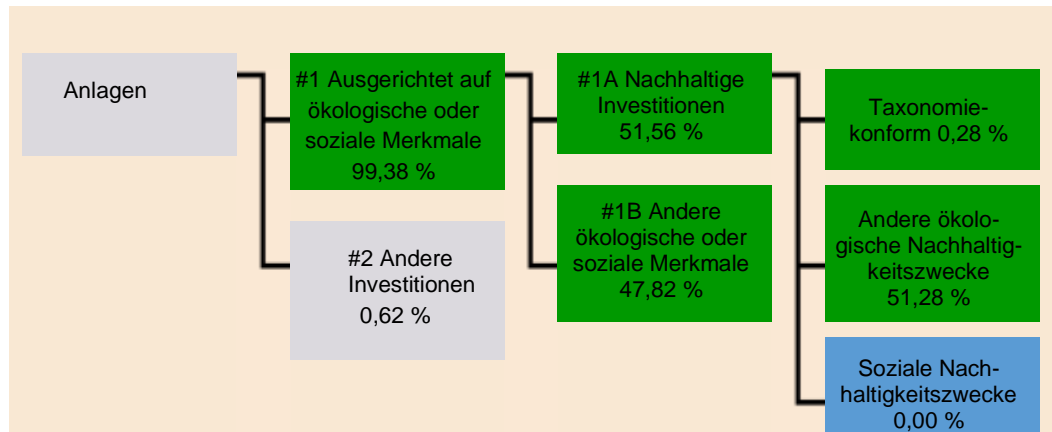 Anlagen
#1 Ausgerichtet auf
ökologische oder
soziale Merkmale
99,38 %
#2 Andere
Investitionen
0,62 %
#1A Nachhaltige
Investitionen
51,56 %
#1B Andere
ökologische oder
soziale Merkmale
47,82 %
Taxonomie-
konform 0,28 %
Andere ökolo-
gische Nachhaltig-
keitszwecke
51,28 %
Soziale Nach-
haltigkeitszwecke
0,00 %